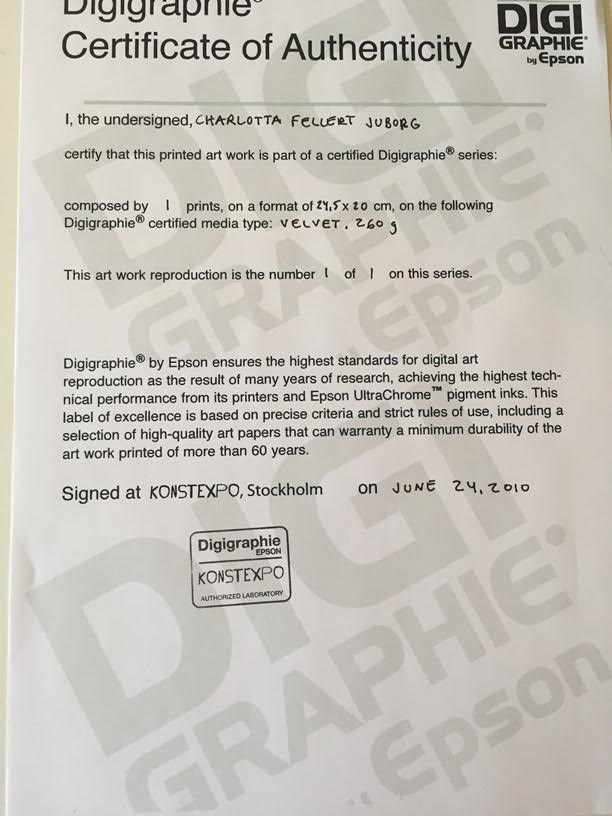 Digigraphie®
Certificate of Authenticity
DIGI
GRAPHIE®
by Epson
I, the undersigned, CHARLOTTA FELLERT JUBORG
certify that this printed art work is part of a certified Digigraphie® series:
composed by 1 prints, on a format of 24,5 x 20 cm, on the following
Digigraphie® certified media type: VELVET. 260 g
This art work reproduction is the number 1 of 1 on this series.
Digigraphie® by Epson ensures the highest standards for digital art
reproduction as the result of many years of research, achieving the highest tech-
nical performance from its printers and Epson UltraChrome™ pigment inks. This
label of excellence is based on precise criteria and strict rules of use, including a
selection of high-quality art papers that can warranty a minimum durability of the
art work printed of more than 60 years.
Signed at KONSTEXPO, Stockholm on JUNE 24, 2010
Digigraphie
EPSON
KONSTEXPO
AUTHORIZED LABORATORY
DIGI
GRAPHIE
Epson
DIGI
GRAPHIE
Epson